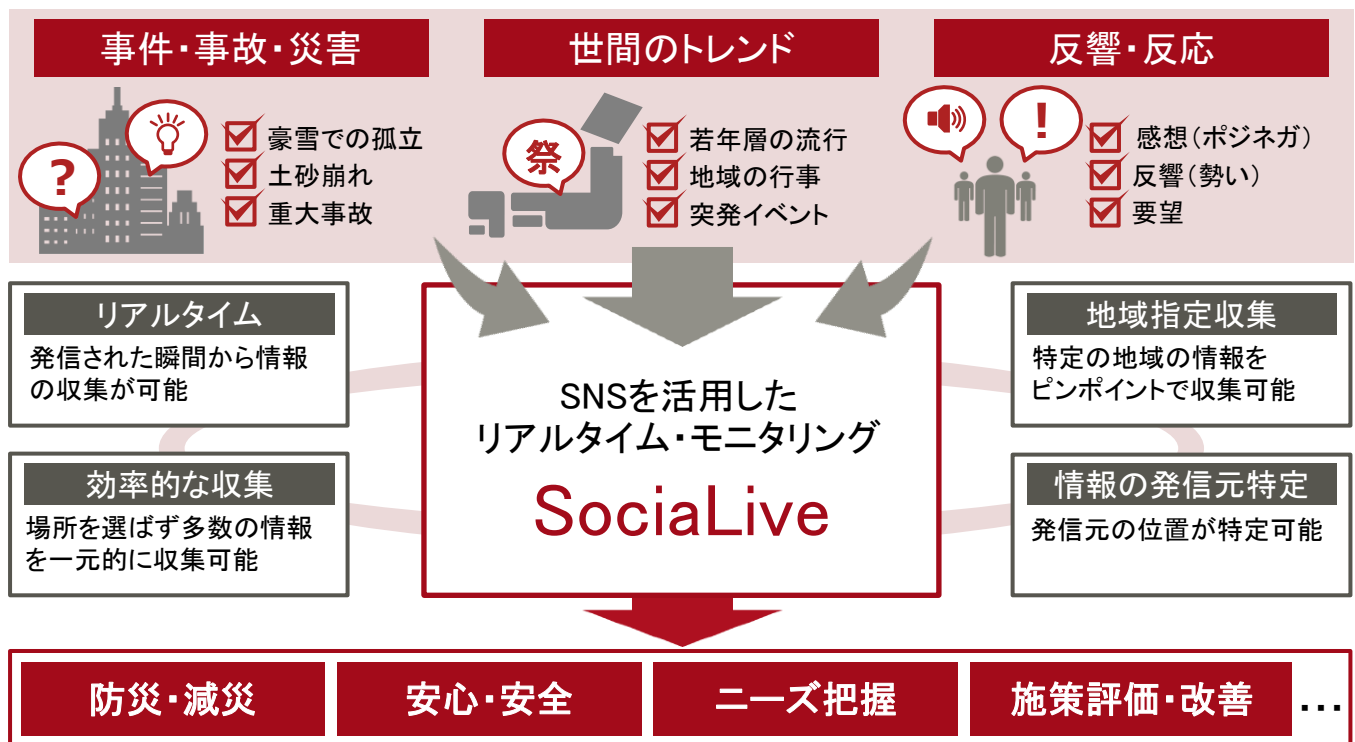 事件・事故・災害
?
豪雪での孤立
土砂崩れ
重大事故
世間のトレンド
祭
若年層の流行
地域の行事
突発イベント
反響・反応
!
感想（ポジネガ）
反響（勢い）
要望
リアルタイム
発信された瞬間から情報
の収集が可能
効率的な収集
場所を選ばず多数の情報
を一元的に収集可能
SNSを活用した
リアルタイム・モニタリング
SociaLive
地域指定収集
特定の地域の情報を
ピンポイントで収集可能
情報の発信元特定
発信元の位置が特定可能
防災・減災
安心・安全
ニーズ把握
施策評価・改善
...